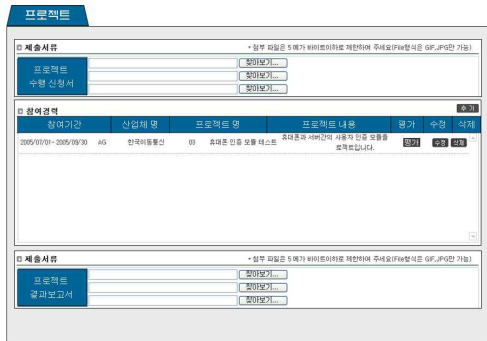 프로젝트
제출서류
• 첨부 파일은 5메가 바이트이하로 제한하여 주세요(File형식은 GIF,JPG만 가능)
프로젝트
수행 신청서
찾아보기...
찾아보기...
찾아보기...
참여경력
추가
참여기간 산업체 명 프로젝트 명 프로젝트 내용 평가 수정 삭제
2005/07/01~2005/09/30 AG 한국이동통신 03 휴대폰 인증 모듈 테스트 휴대폰과 서버간의 사용자 인증 모듈을 평가 수정 삭제
로젝트입니다.
제출서류
• 첨부 파일은 5메가 바이트이하로 제한하여 주세요(File형식은 GIF,JPG만 가능)
프로젝트
결과보고서
찾아보기...
찾아보기...
찾아보기...